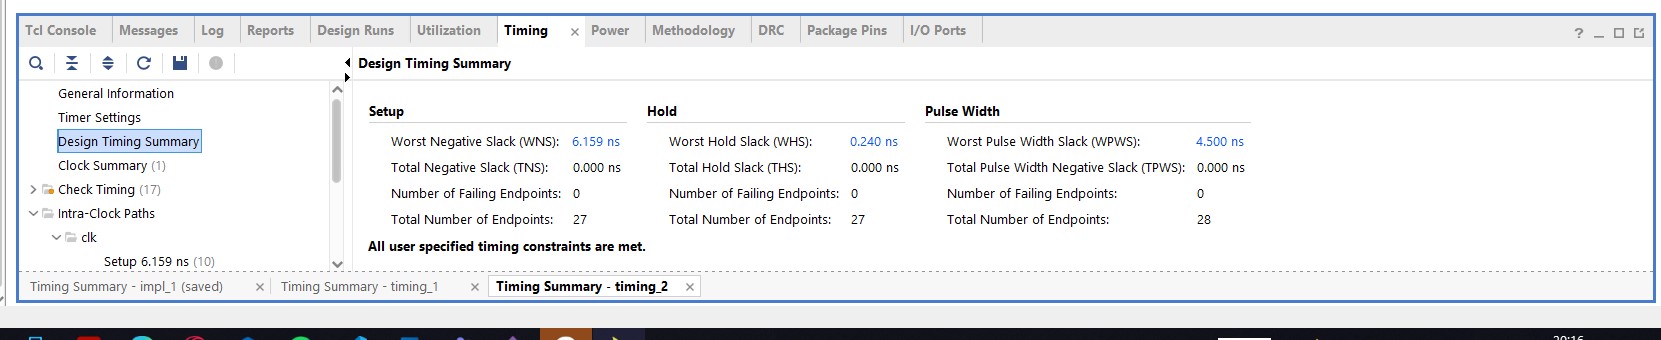 Tcl Console Messages Log Reports Design Runs Utilization Timing × Power Methodology DRC Package Pins I/O Ports ?
Design Timing Summary
General Information
Timer Settings
Design Timing Summary
Clock Summary (1)
Check Timing (17)
Intra-Clock Paths
clk
Setup 6.159 ns (10)
Setup Hold Pulse Width
Worst Negative Slack (WNS): 6.159 ns Worst Hold Slack (WHS): 0.240 ns Worst Pulse Width Slack (WPWS): 4.500 ns
Total Negative Slack (TNS): 0.000 ns Total Hold Slack (THS): 0.000 ns Total Pulse Width Negative Slack (TPWS): 0.000 ns
Number of Failing Endpoints: 0 Number of Failing Endpoints: 0 Number of Failing Endpoints: 0
Total Number of Endpoints: 27 Total Number of Endpoints: 27 Total Number of Endpoints: 28
All user specified timing constraints are met.
Timing Summary - impl_1 (saved) × Timing Summary - timing_1 × Timing Summary - timing_2 ×